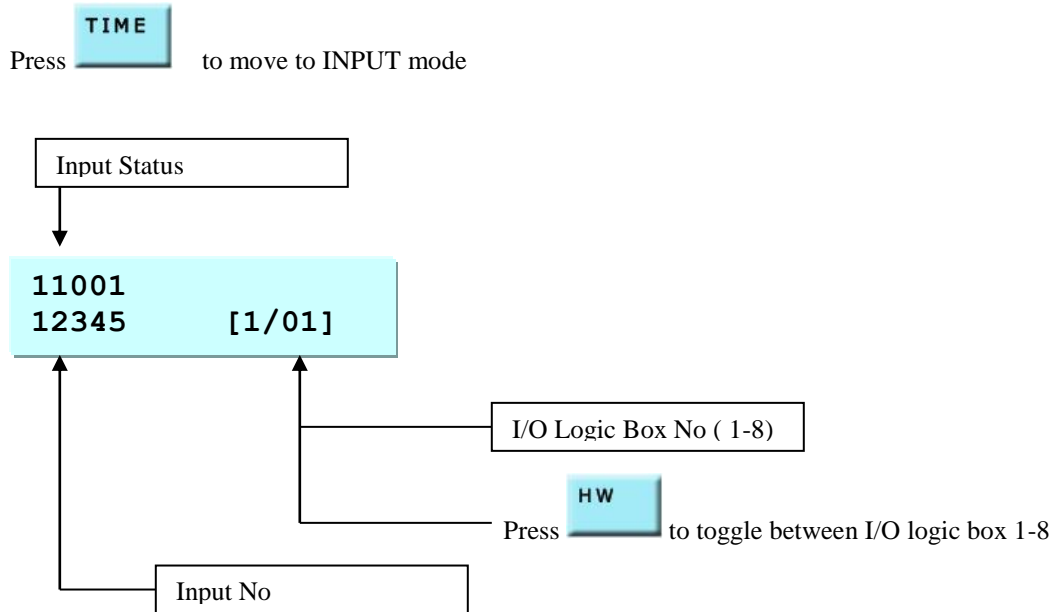 TIME
Press to move to INPUT mode
Input Status
11001
12345 [1/01]
I/O Logic Box No ( 1-8)
HW
Press to toggle between I/O logic box 1-8
Input No